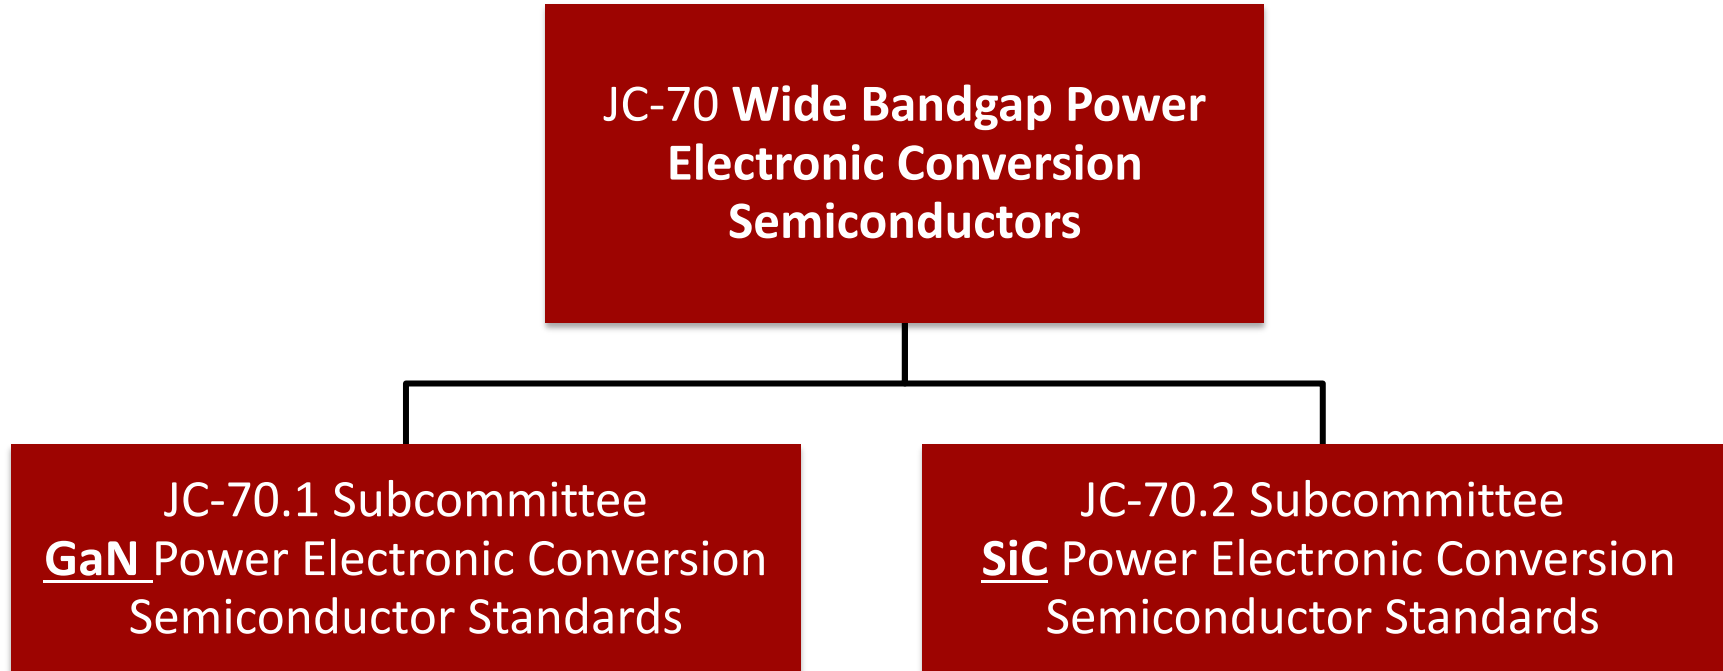 JC-70 Wide Bandgap Power
Electronic Conversion
Semiconductors
JC-70.1 Subcommittee
GaN Power Electronic Conversion
Semiconductor Standards
JC-70.2 Subcommittee
SiC Power Electronic Conversion
Semiconductor Standards